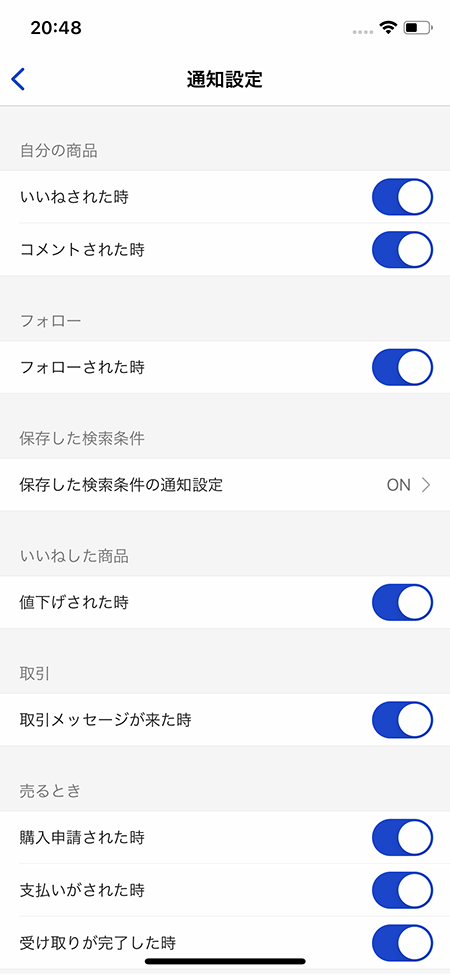 20:48
通知設定
自分の商品
いいねされた時
コメントされた時
フォロー
フォローされた時
保存した検索条件
保存した検索条件の通知設定 ON
いいねした商品
値下げされた時
取引
取引メッセージが来た時
売るとき
購入申請された時
支払いがされた時
受け取りが完了した時